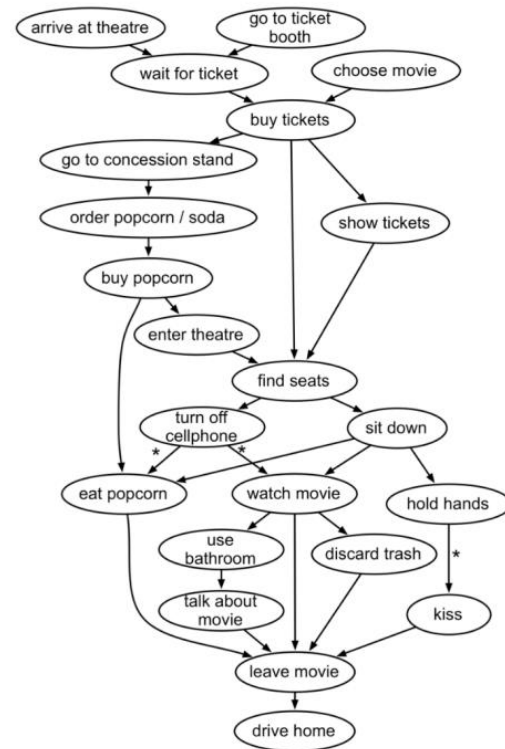 arrive at theatre
go to ticket
booth
wait for ticket
choose movie
buy tickets
go to concession stand
order popcorn / soda
show tickets
buy popcorn
enter theatre
find seats
turn off
cellphone
sit down
*
*
eat popcorn
watch movie
hold hands
use
bathroom
discard trash
*
talk about
movie
kiss
leave movie
drive home